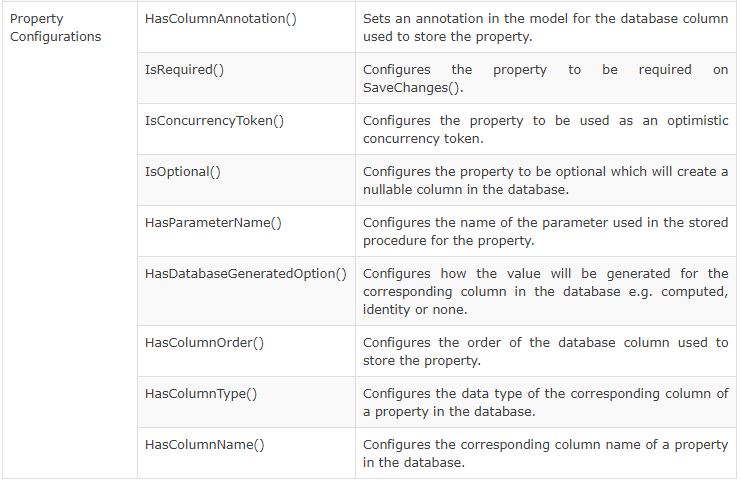 Property
Configurations
HasColumnAnnotation()
Sets an annotation in the model for the database column
used to store the property.
IsRequired()
Configures the property to be required on
SaveChanges().
IsConcurrencyToken()
Configures the property to be used as an optimistic
concurrency token.
IsOptional()
Configures the property to be optional which will create a
nullable column in the database.
HasParameterName()
Configures the name of the parameter used in the stored
procedure for the property.
HasDatabaseGeneratedOption()
Configures how the value will be generated for the
corresponding column in the database e.g. computed,
identity or none.
HasColumnOrder()
Configures the order of the database column used to
store the property.
HasColumnType()
Configures the data type of the corresponding column of
a property in the database.
HasColumnName()
Configures the corresponding column name of a property
in the database.